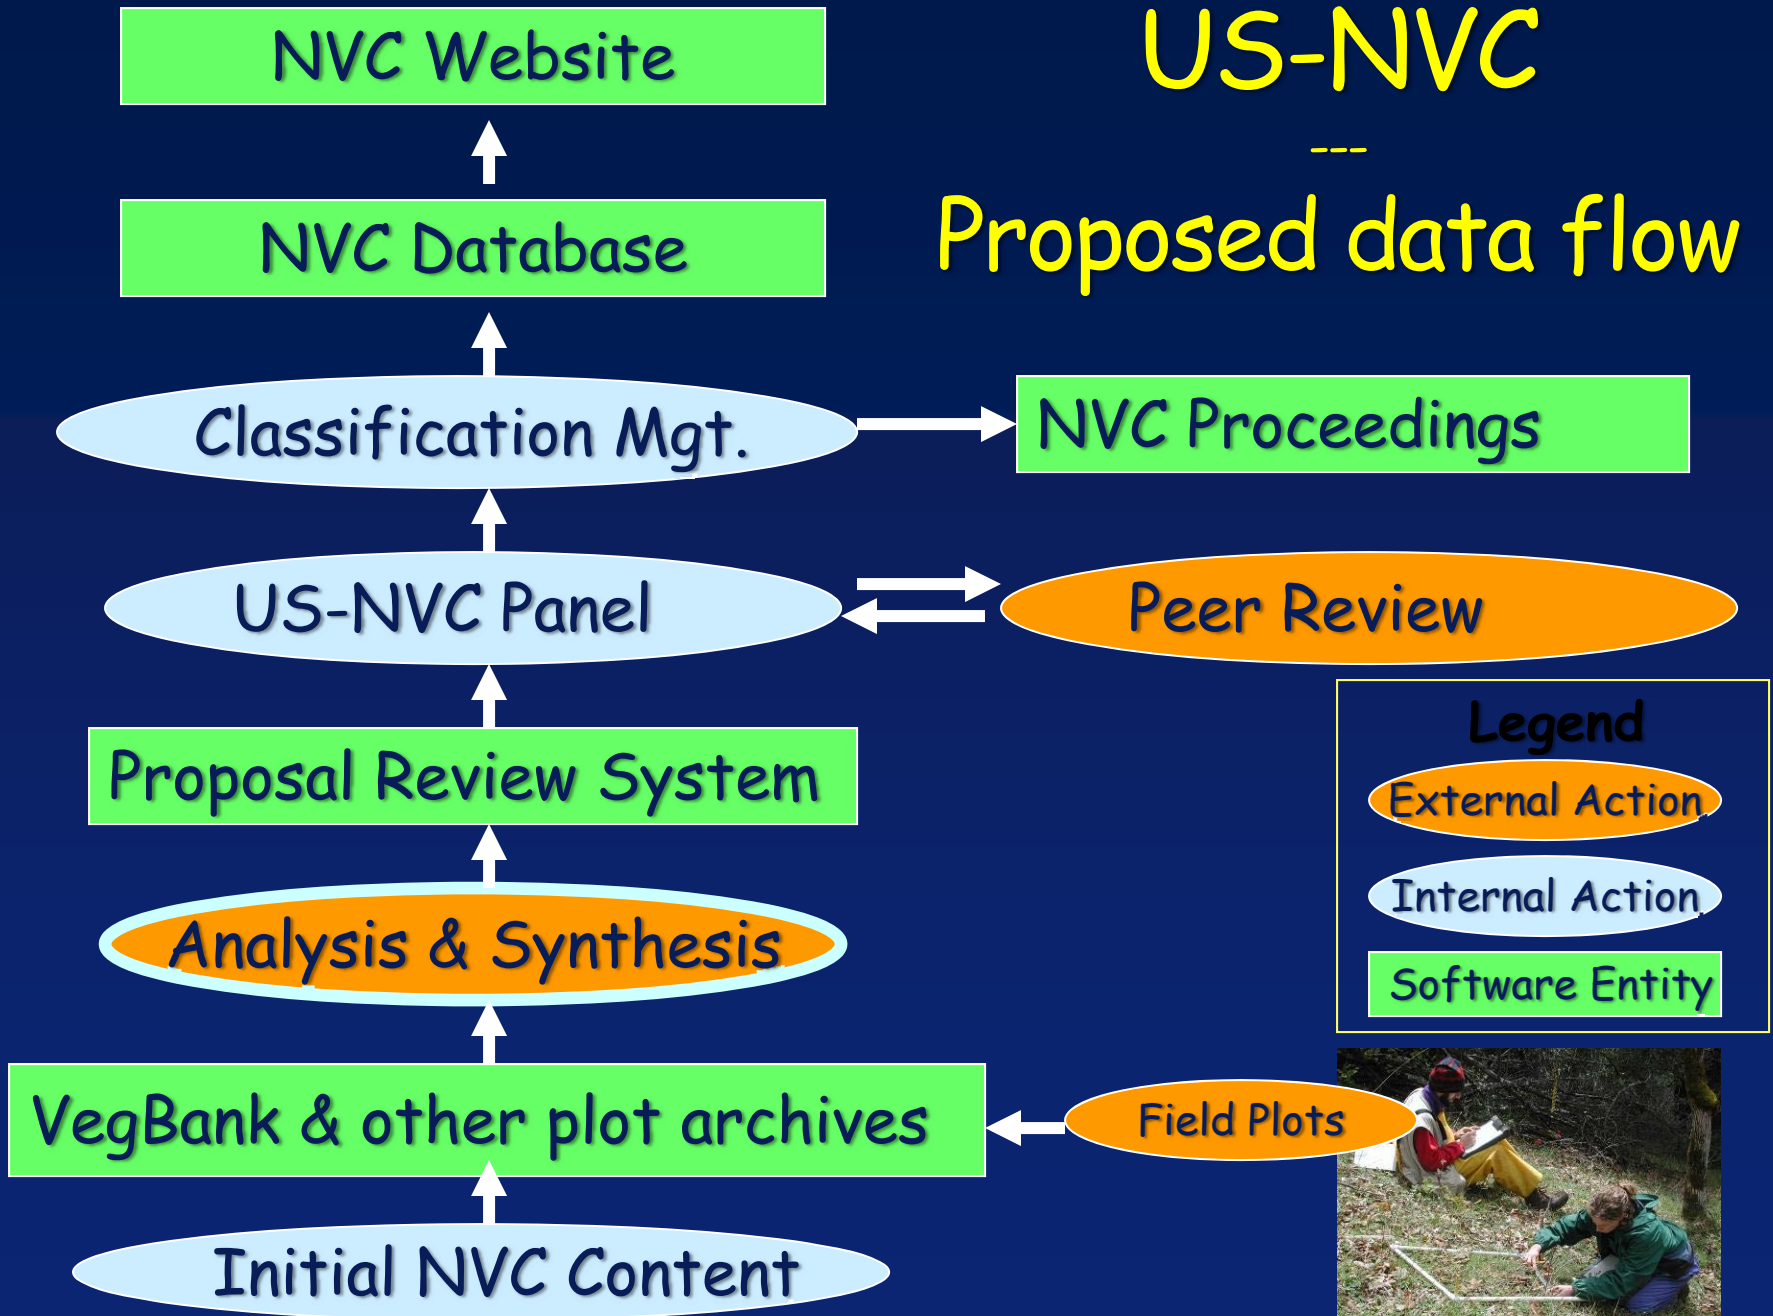 US-NVC
---
Proposed data flow
NVC Website
NVC Database
Classification Mgt.
NVC Proceedings
US-NVC Panel
Peer Review
Proposal Review System
Analysis & Synthesis
VegBank & other plot archives
Field Plots
Initial NVC Content
Legend
External Action
Internal Action
Software Entity